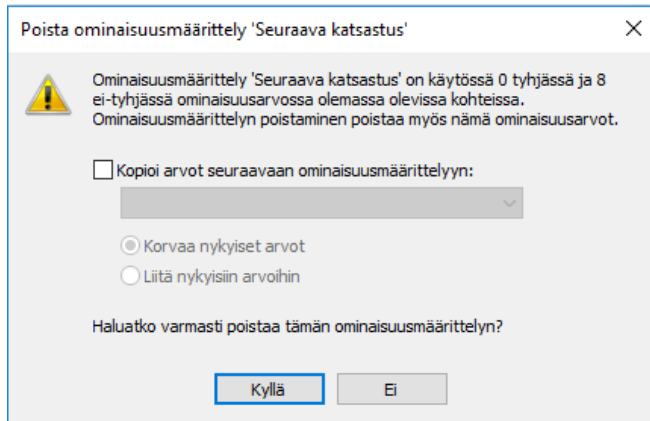 Poista ominaisuusmäärittely 'Seuraava katsastus'
Ominaisuusmäärittely 'Seuraava katsastus' on käytössä 0 tyhjässä ja 8
ei-tyhjässä ominaisuusarvossa olemassa olevissa kohteissa.
Ominaisuusmäärittelyn poistaminen poistaa myös nämä ominaisuusarvot.
Kopioi arvot seuraavaan ominaisuusmäärittelyyn:
Korvaa nykyiset arvot
Liitä nykyisiin arvoihin
Haluatko varmasti poistaa tämän ominaisuusmäärittelyn?
Kyllä
Ei